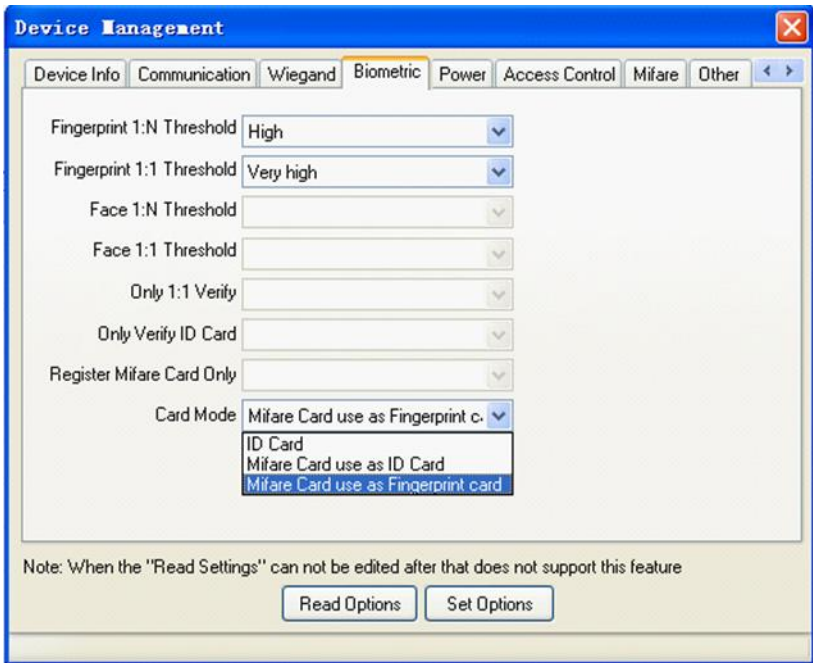 Device Management
Device Info Communication Wiegand Biometric Power Access Control Mifare Other
Fingerprint 1:N Threshold High
Fingerprint 1:1 Threshold Very high
Face 1:N Threshold
Face 1:1 Threshold
Only 1:1 Verify
Only Verify ID Card
Register Mifare Card Only
Card Mode Mifare Card use as Fingerprint c
ID Card
Mifare Card use as ID Card
Mifare Card use as Fingerprint card
Note: When the "Read Settings" can not be edited after that does not support this feature
Read Options Set Options